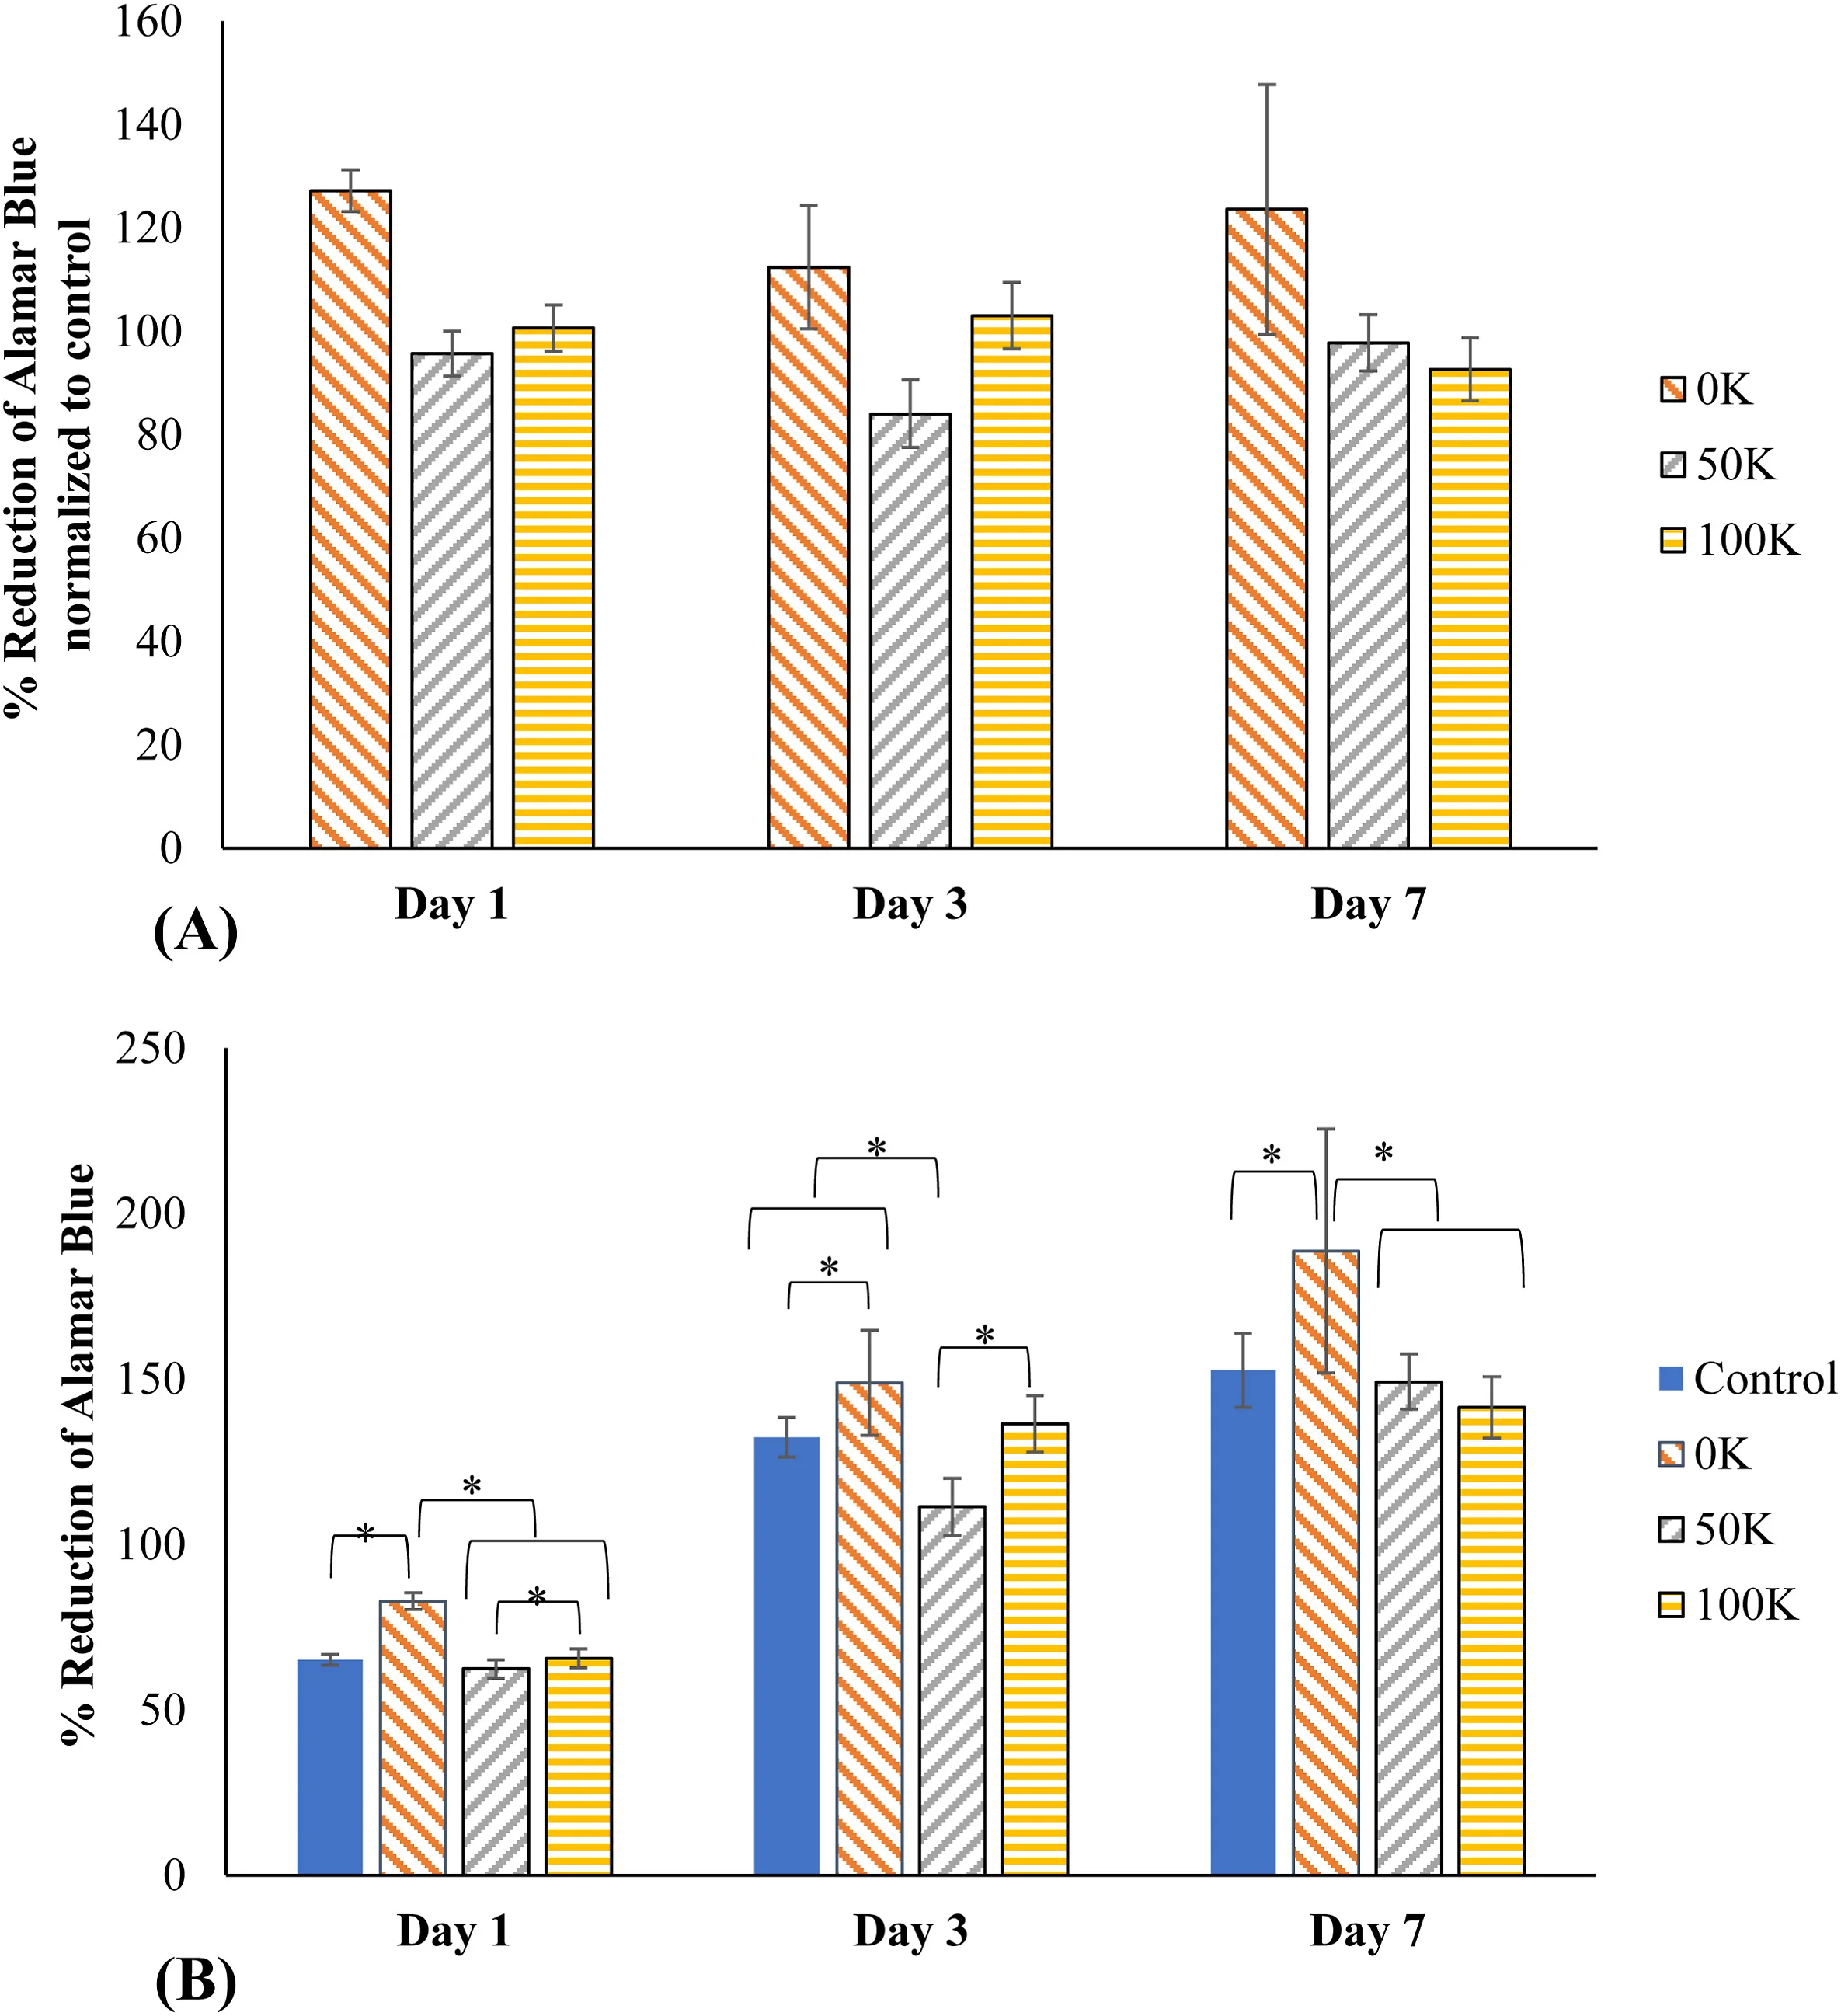 160
140
120
100
80
60
40
20
0
% Reduction of Alamar Blue
normalized to control
0K
50K
100K
Day 1
Day 3
Day 7
(A)
250
200
150
100
50
0
% Reduction of Alamar Blue
*
*
*
*
*
*
*
*
Control
0K
50K
100K
Day 1
Day 3
Day 7
(B)